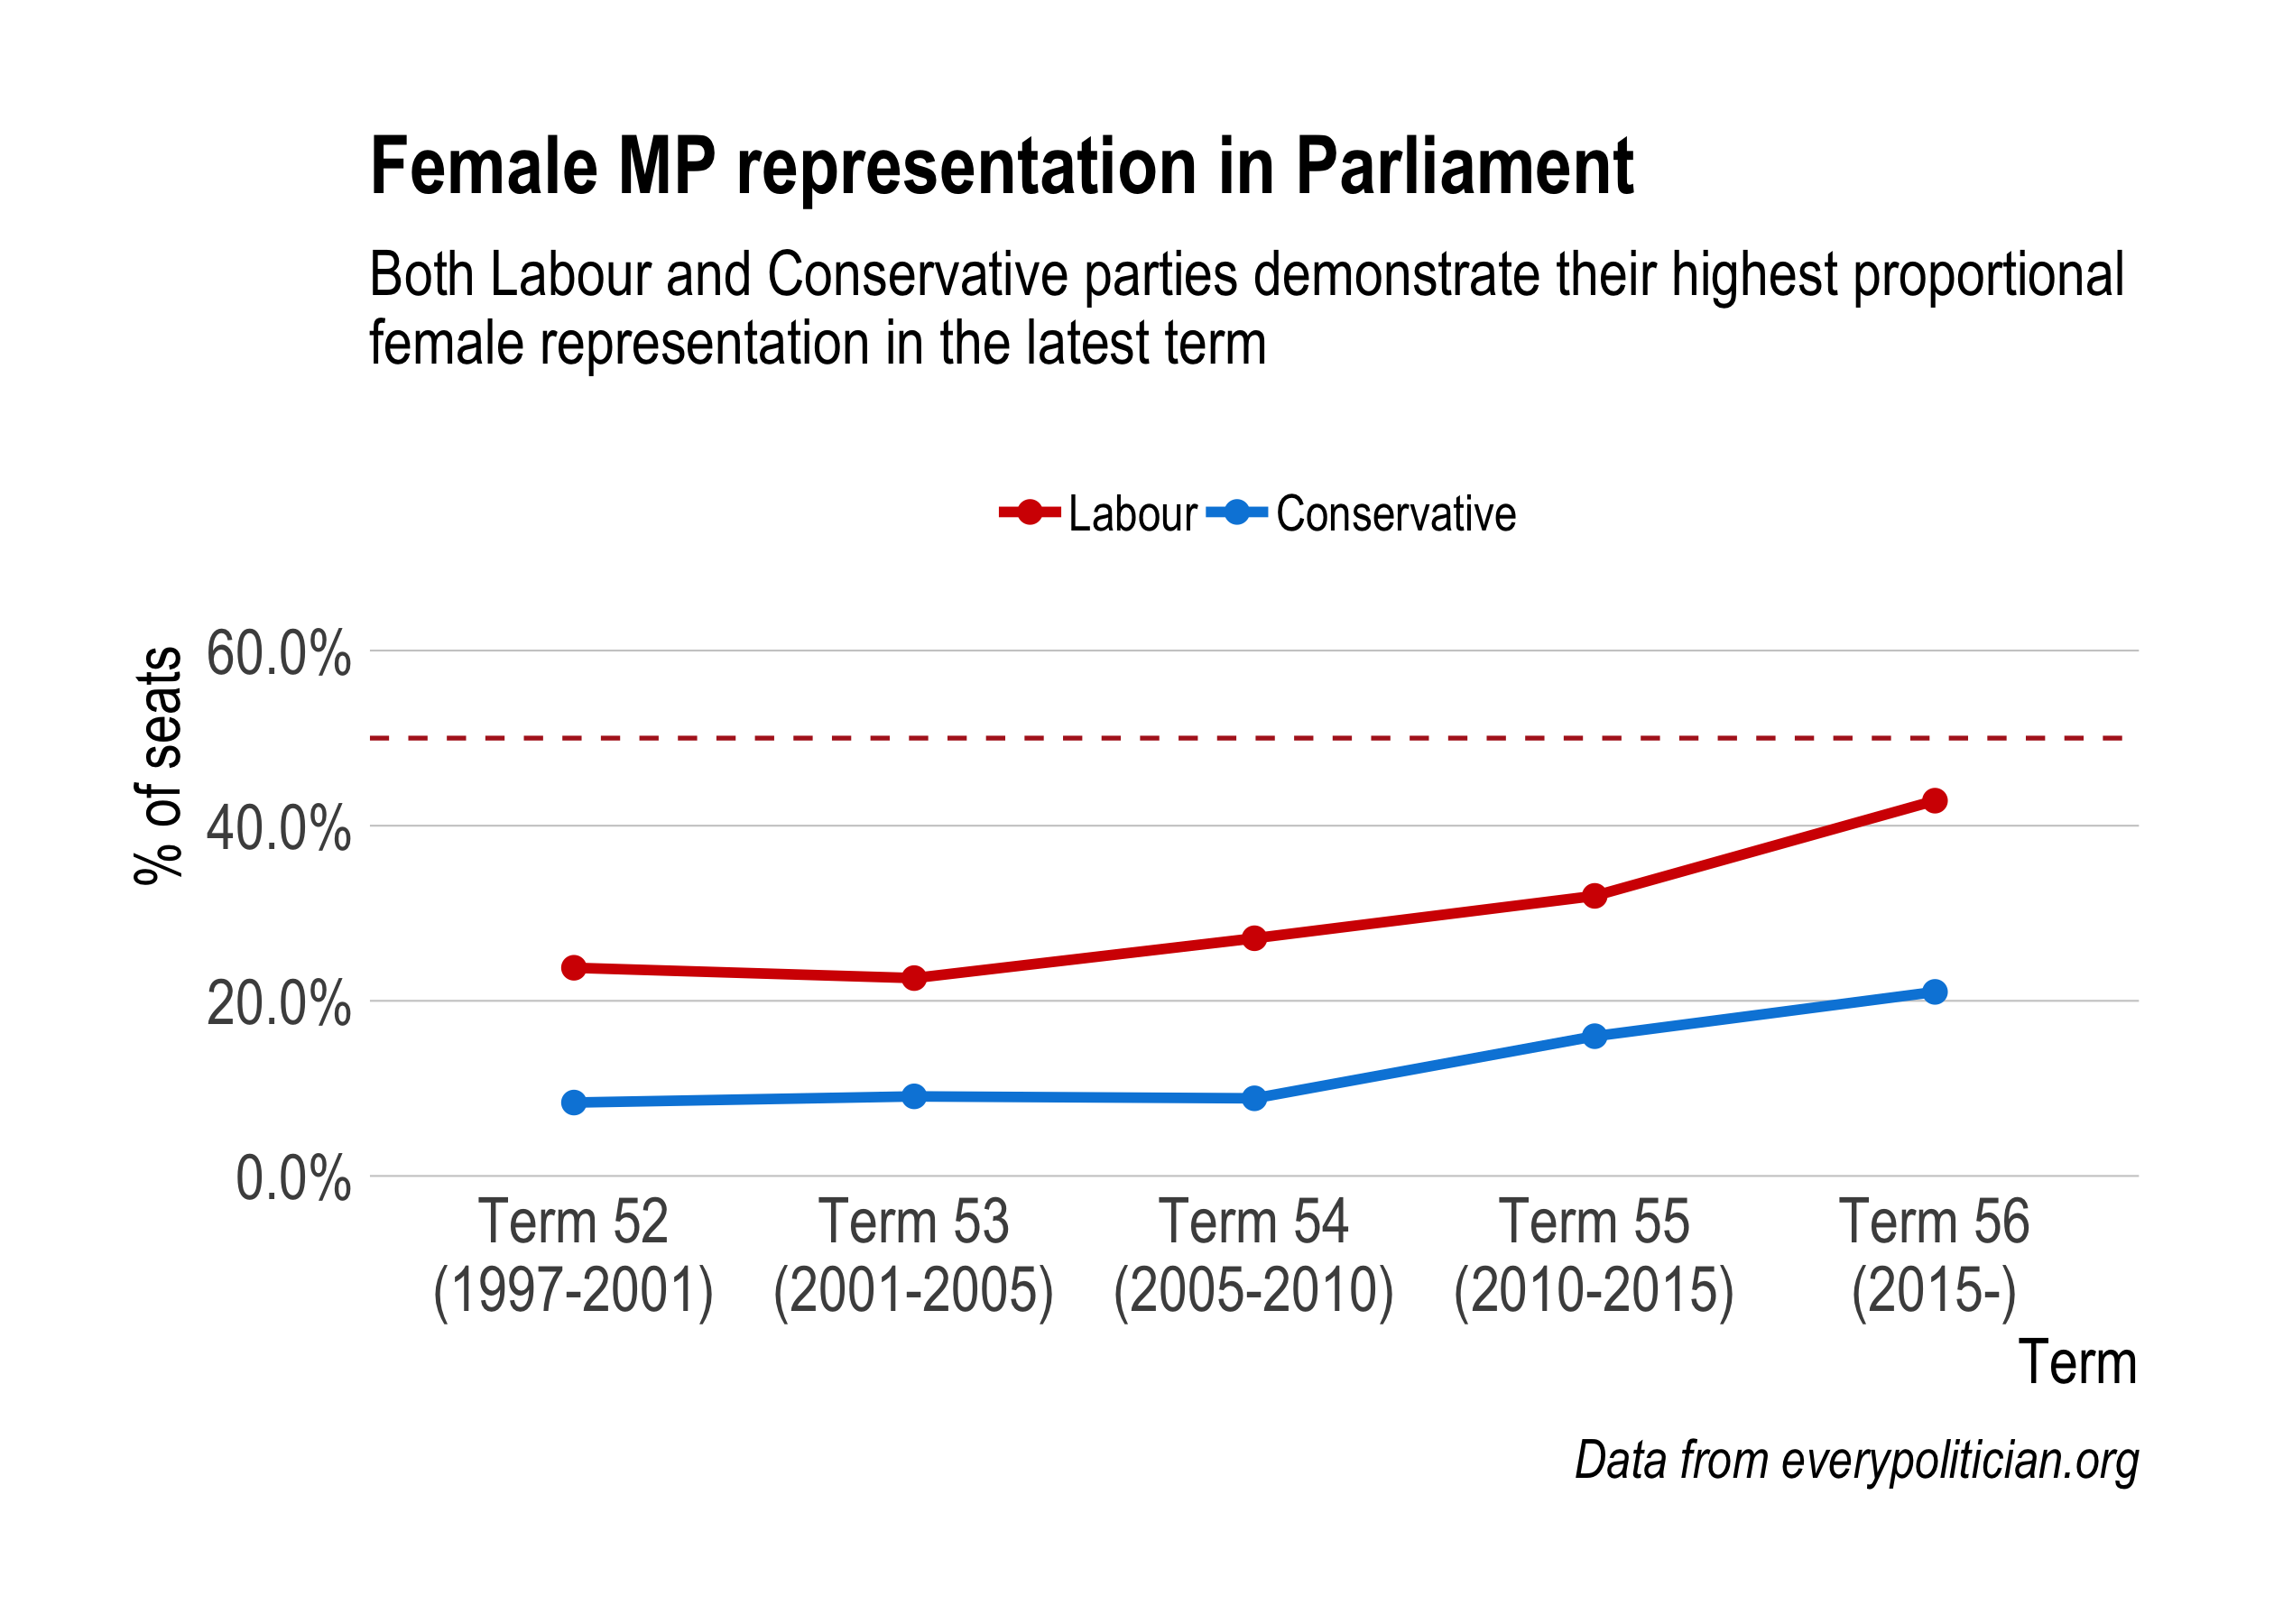 Female MP representation in Parliament
Both Labour and Conservative parties demonstrate their highest proportional
female representation in the latest term
Labour Conservative
% of seats
60.0%
40.0%
20.0%
0.0%
Term 52 Term 53 Term 54 Term 55 Term 56
(1997-2001) (2001-2005) (2005-2010) (2010-2015) (2015-)
Term
Data from everypolitician.org